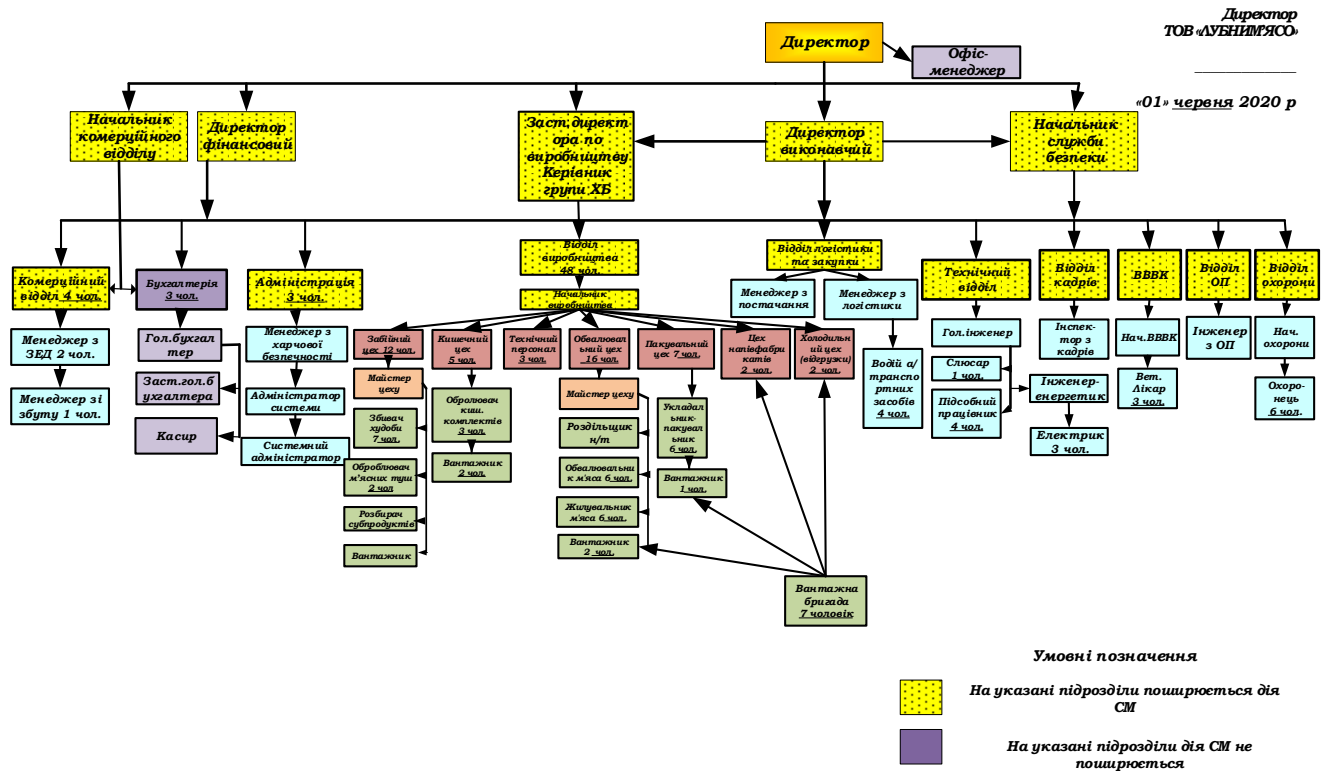 Директор
ТОВ «ЛУБНИМ'ЯСО»
«01» червня 2020 р
Директор
Офіс-
менеджер
Начальник
комерційного
відділу
Директор
фінансовий
Заст.директ
ора по
виробництву
Керівник
групи ХБ
Директор
виконавчий
Начальник
служби
безпеки
Комерційний
відділ 4 чол.
Бухгалтерія
3 чол.
Адміністрація
3 чол.
Відділ
виробництва
48 чол.
Начальник
виробництва
Відділ логістики
та закупки
Технічний
відділ
Відділ
кадрів
ВВВК
Відділ
ОП
Відділ
охорони
Менеджер з
ЗЕД 2 чол.
Менеджер зі
збуту 1 чол.
Гол.бухгал
тер
Заст.гол.б
ухгалтера
Касир
Менеджер з
харчової
безпечності
Адміністратор
системи
Системний
адміністратор
Забійний
цех 12 чол.
Кишечний
цех
5 чол.
Технічний
персонал
3 чол.
Обвалювал
ьний цех
16 чол.
Пакувальний
цех 7 чол.
Цех
напівфабри
катів
2 чол.
Холодильн
ий цех
(відгрузки)
2 чол.
Майстер
цеху
Збивач
худоби
7 чол.
Оброблювач
м'ясних туш
2 чол
Розбирач
субпродуктів
Вантажник
Обролювач
киш.
комплектів
3 чол.
Вантажник
2 чол.
Майстер цеху
Роздільщик
н/т
Обвалювальни
к м'яса 6 чол.
Жилувальник
м'яса 6 чол.
Вантажник
2 чол.
Укладал
ьник-
пакувал
ьник
6 чол.
Вантажник
1 чол.
Вантажна
бригада
7 чоловік
Менеджер з
постачання
Менеджер з
логістики
Водій а/
транспо
ртних
засобів
4 чол.
Гол.інженер
Слюсар
1 чол.
Підсобний
працівник
4 чол.
Інженер-
енергетик
Електрик
3 чол.
Інспек-
тор з
кадрів
Нач.ВВВК
Вет.
Лікар
3 чол.
Інженер
з ОП
Нач.
охорони
Охоро-
нець
6 чол.
Умовні позначення
На указані підрозділи поширюється дія
СМ
На указані підрозділи дія СМ не
поширюється